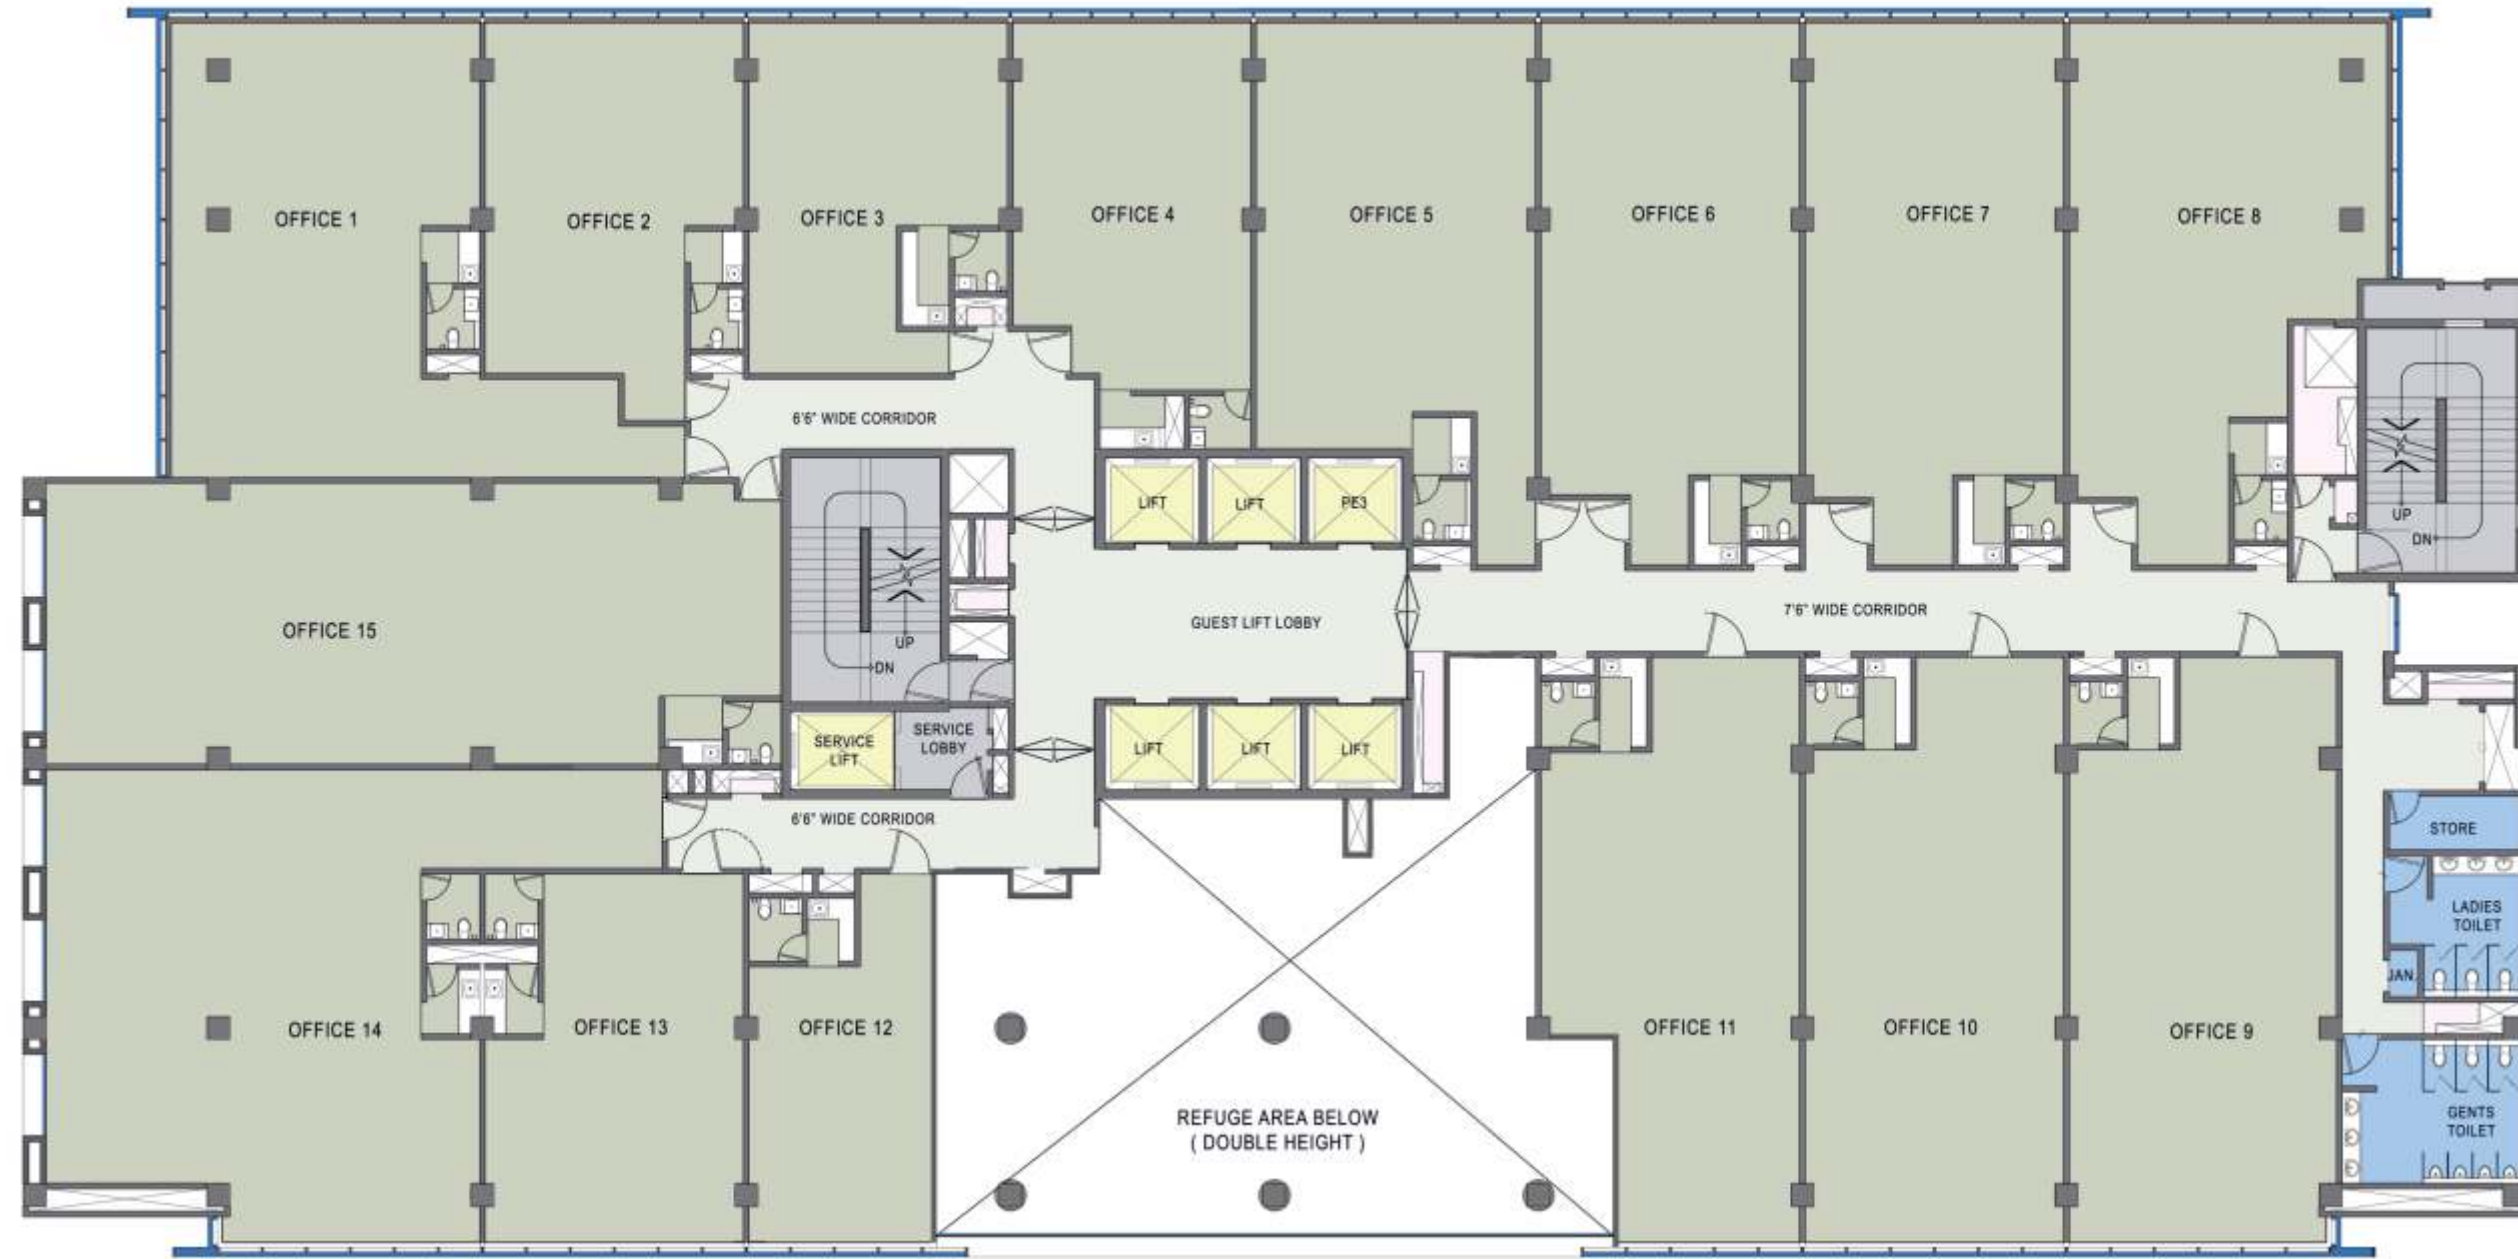 OFFICE 1
OFFICE 2
OFFICE 3
OFFICE 4
OFFICE 5
OFFICE 6
OFFICE 7
OFFICE 8
6'6" WIDE CORRIDOR
LIFT
LIFT
PE3
UP
DN
OFFICE 15
UP
DN
GUEST LIFT LOBBY
7'6" WIDE CORRIDOR
SERVICE
LIFT
SERVICE
LOBBY
LIFT
LIFT
LIFT
6'6" WIDE CORRIDOR
STORE
LADIES
TOILET
JAN.
OFFICE 14
OFFICE 13
OFFICE 12
OFFICE 11
OFFICE 10
OFFICE 9
REFUGE AREA BELOW
( DOUBLE HEIGHT )
GENTS
TOILET